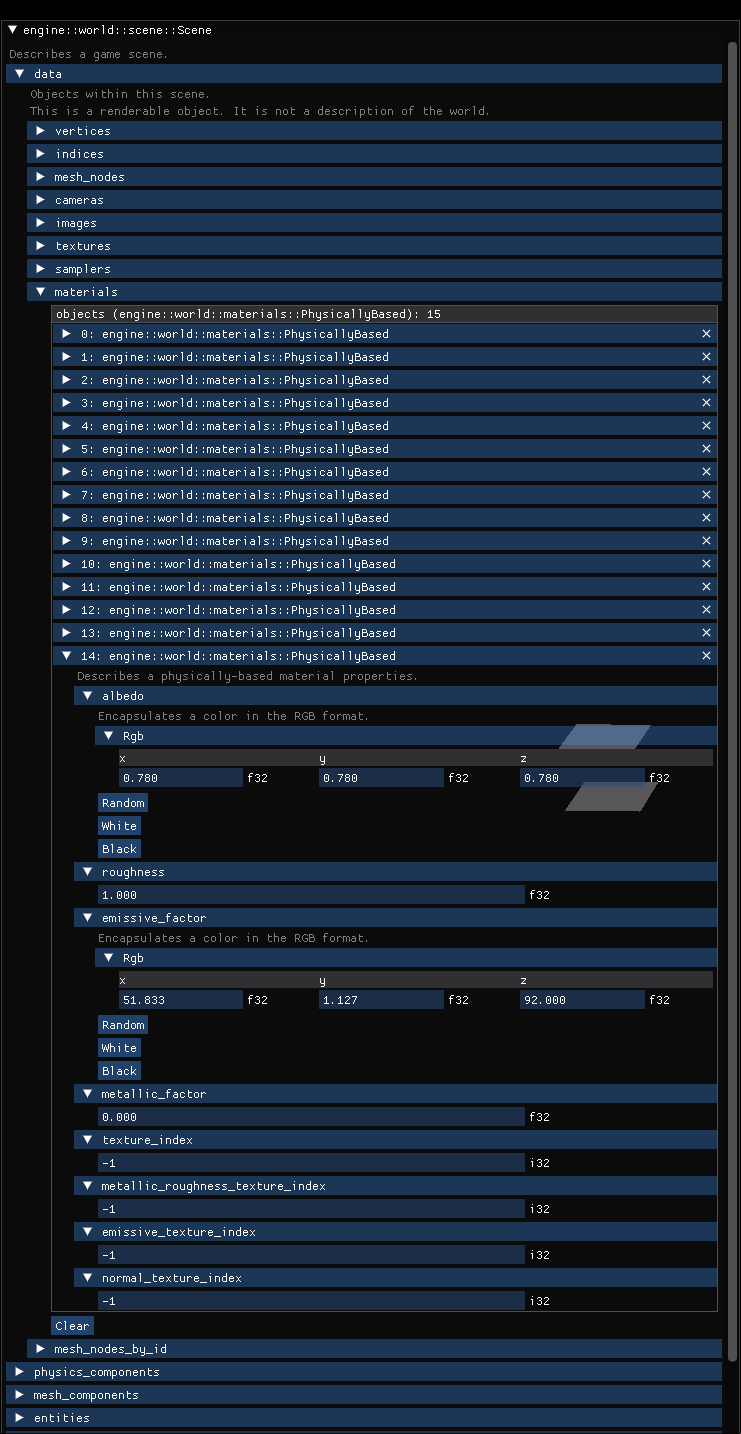 engine::world::scene::Scene
Describes a game scene.
data
Objects within this scene.
This is a renderable object. It is not a description of the world.
vertices
indices
mesh_nodes
cameras
images
textures
samplers
materials
objects (engine::world::materials::PhysicallyBased): 15
0: engine::world::materials::PhysicallyBased ×
1: engine::world::materials::PhysicallyBased ×
2: engine::world::materials::PhysicallyBased ×
3: engine::world::materials::PhysicallyBased ×
4: engine::world::materials::PhysicallyBased ×
5: engine::world::materials::PhysicallyBased ×
6: engine::world::materials::PhysicallyBased ×
7: engine::world::materials::PhysicallyBased ×
8: engine::world::materials::PhysicallyBased ×
9: engine::world::materials::PhysicallyBased ×
10: engine::world::materials::PhysicallyBased ×
11: engine::world::materials::PhysicallyBased ×
12: engine::world::materials::PhysicallyBased ×
13: engine::world::materials::PhysicallyBased ×
14: engine::world::materials::PhysicallyBased ×
Describes a physically-based material properties.
albedo
Encapsulates a color in the RGB format.
Rgb
x y z
0.780 f32 0.780 f32 0.780 f32
Random
White
Black
roughness
1.000 f32
emissive_factor
Encapsulates a color in the RGB format.
Rgb
x y z
51.833 f32 1.127 f32 92.000 f32
Random
White
Black
metallic_factor
0.000 f32
texture_index
-1 i32
metallic_roughness_texture_index
-1 i32
emissive_texture_index
-1 i32
normal_texture_index
-1 i32
Clear
mesh_nodes_by_id
physics_components
mesh_components
entities